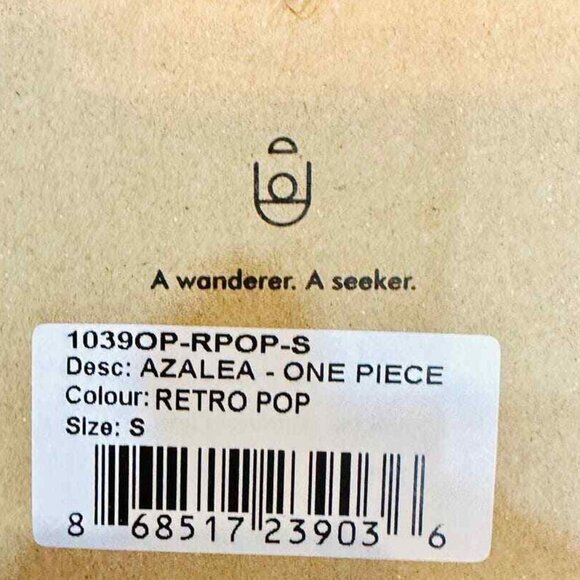 A wanderer. A seeker.
1039OP-RPOP-S
Desc: AZALEA - ONE PIECE
Colour: RETRO POP
Size: S
8 68517 23903 6